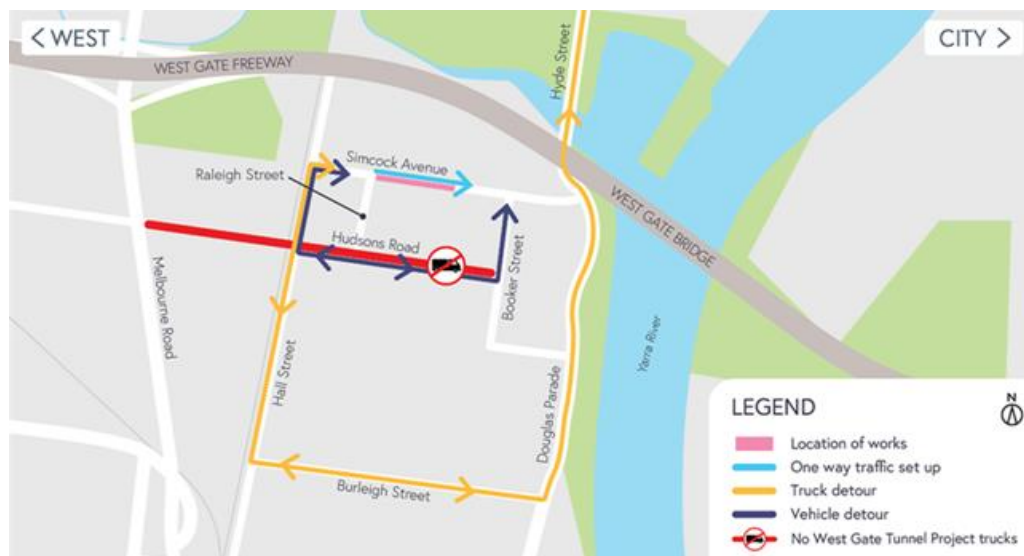 < WEST
CITY >
WEST GATE FREEWAY
Hyde Street
Simcock Avenue
Raleigh Street
Hudsons Road
WEST GATE BRIDGE
Booker Street
Melbourne Road
Yarra River
Hall Street
Douglas Parade
Burleigh Street
LEGEND
N
Location of works
One way traffic set up
Truck detour
Vehicle detour
No West Gate Tunnel Project trucks